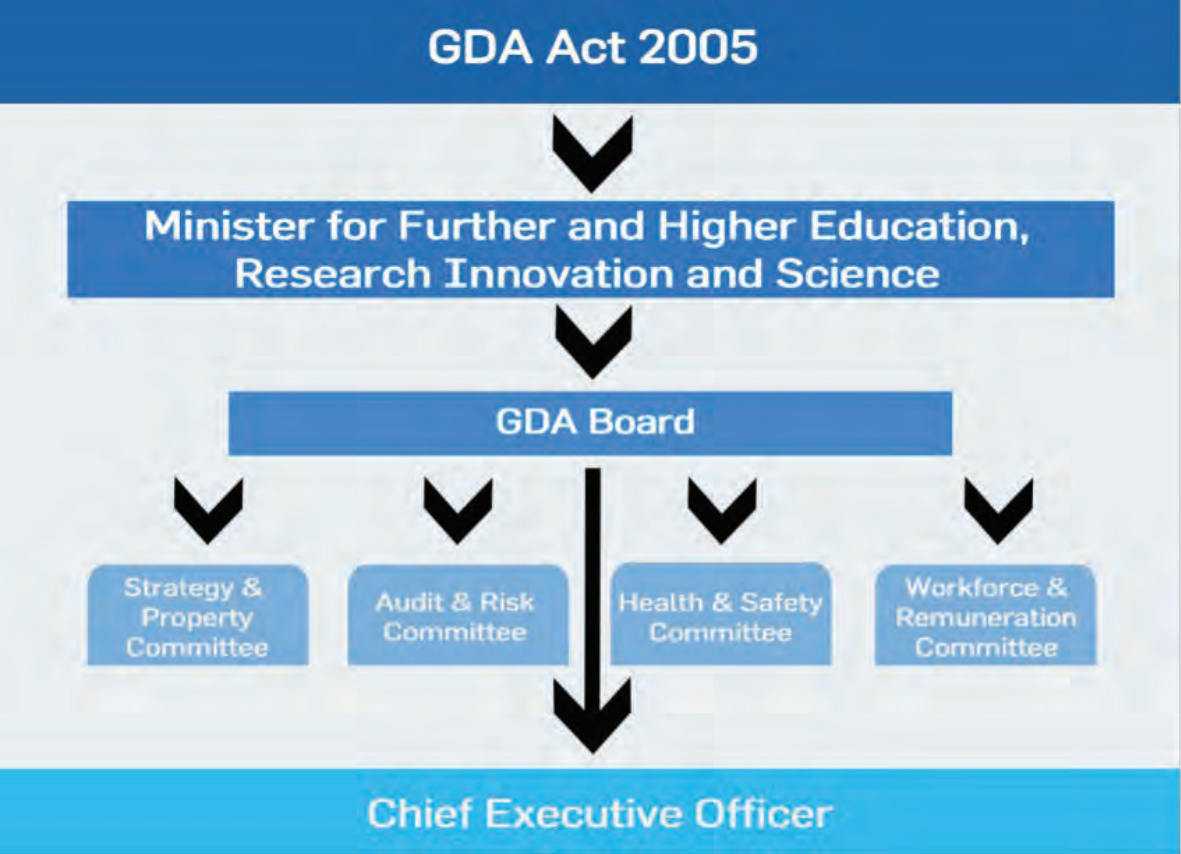 GDA Act 2005
Minister for Further and Higher Education,
Research Innovation and Science
GDA Board
Strategy &
Property
Committee
Audit & Risk
Committee
Health & Safety
Committee
Workforce &
Remuneration
Committee
Chief Executive Officer